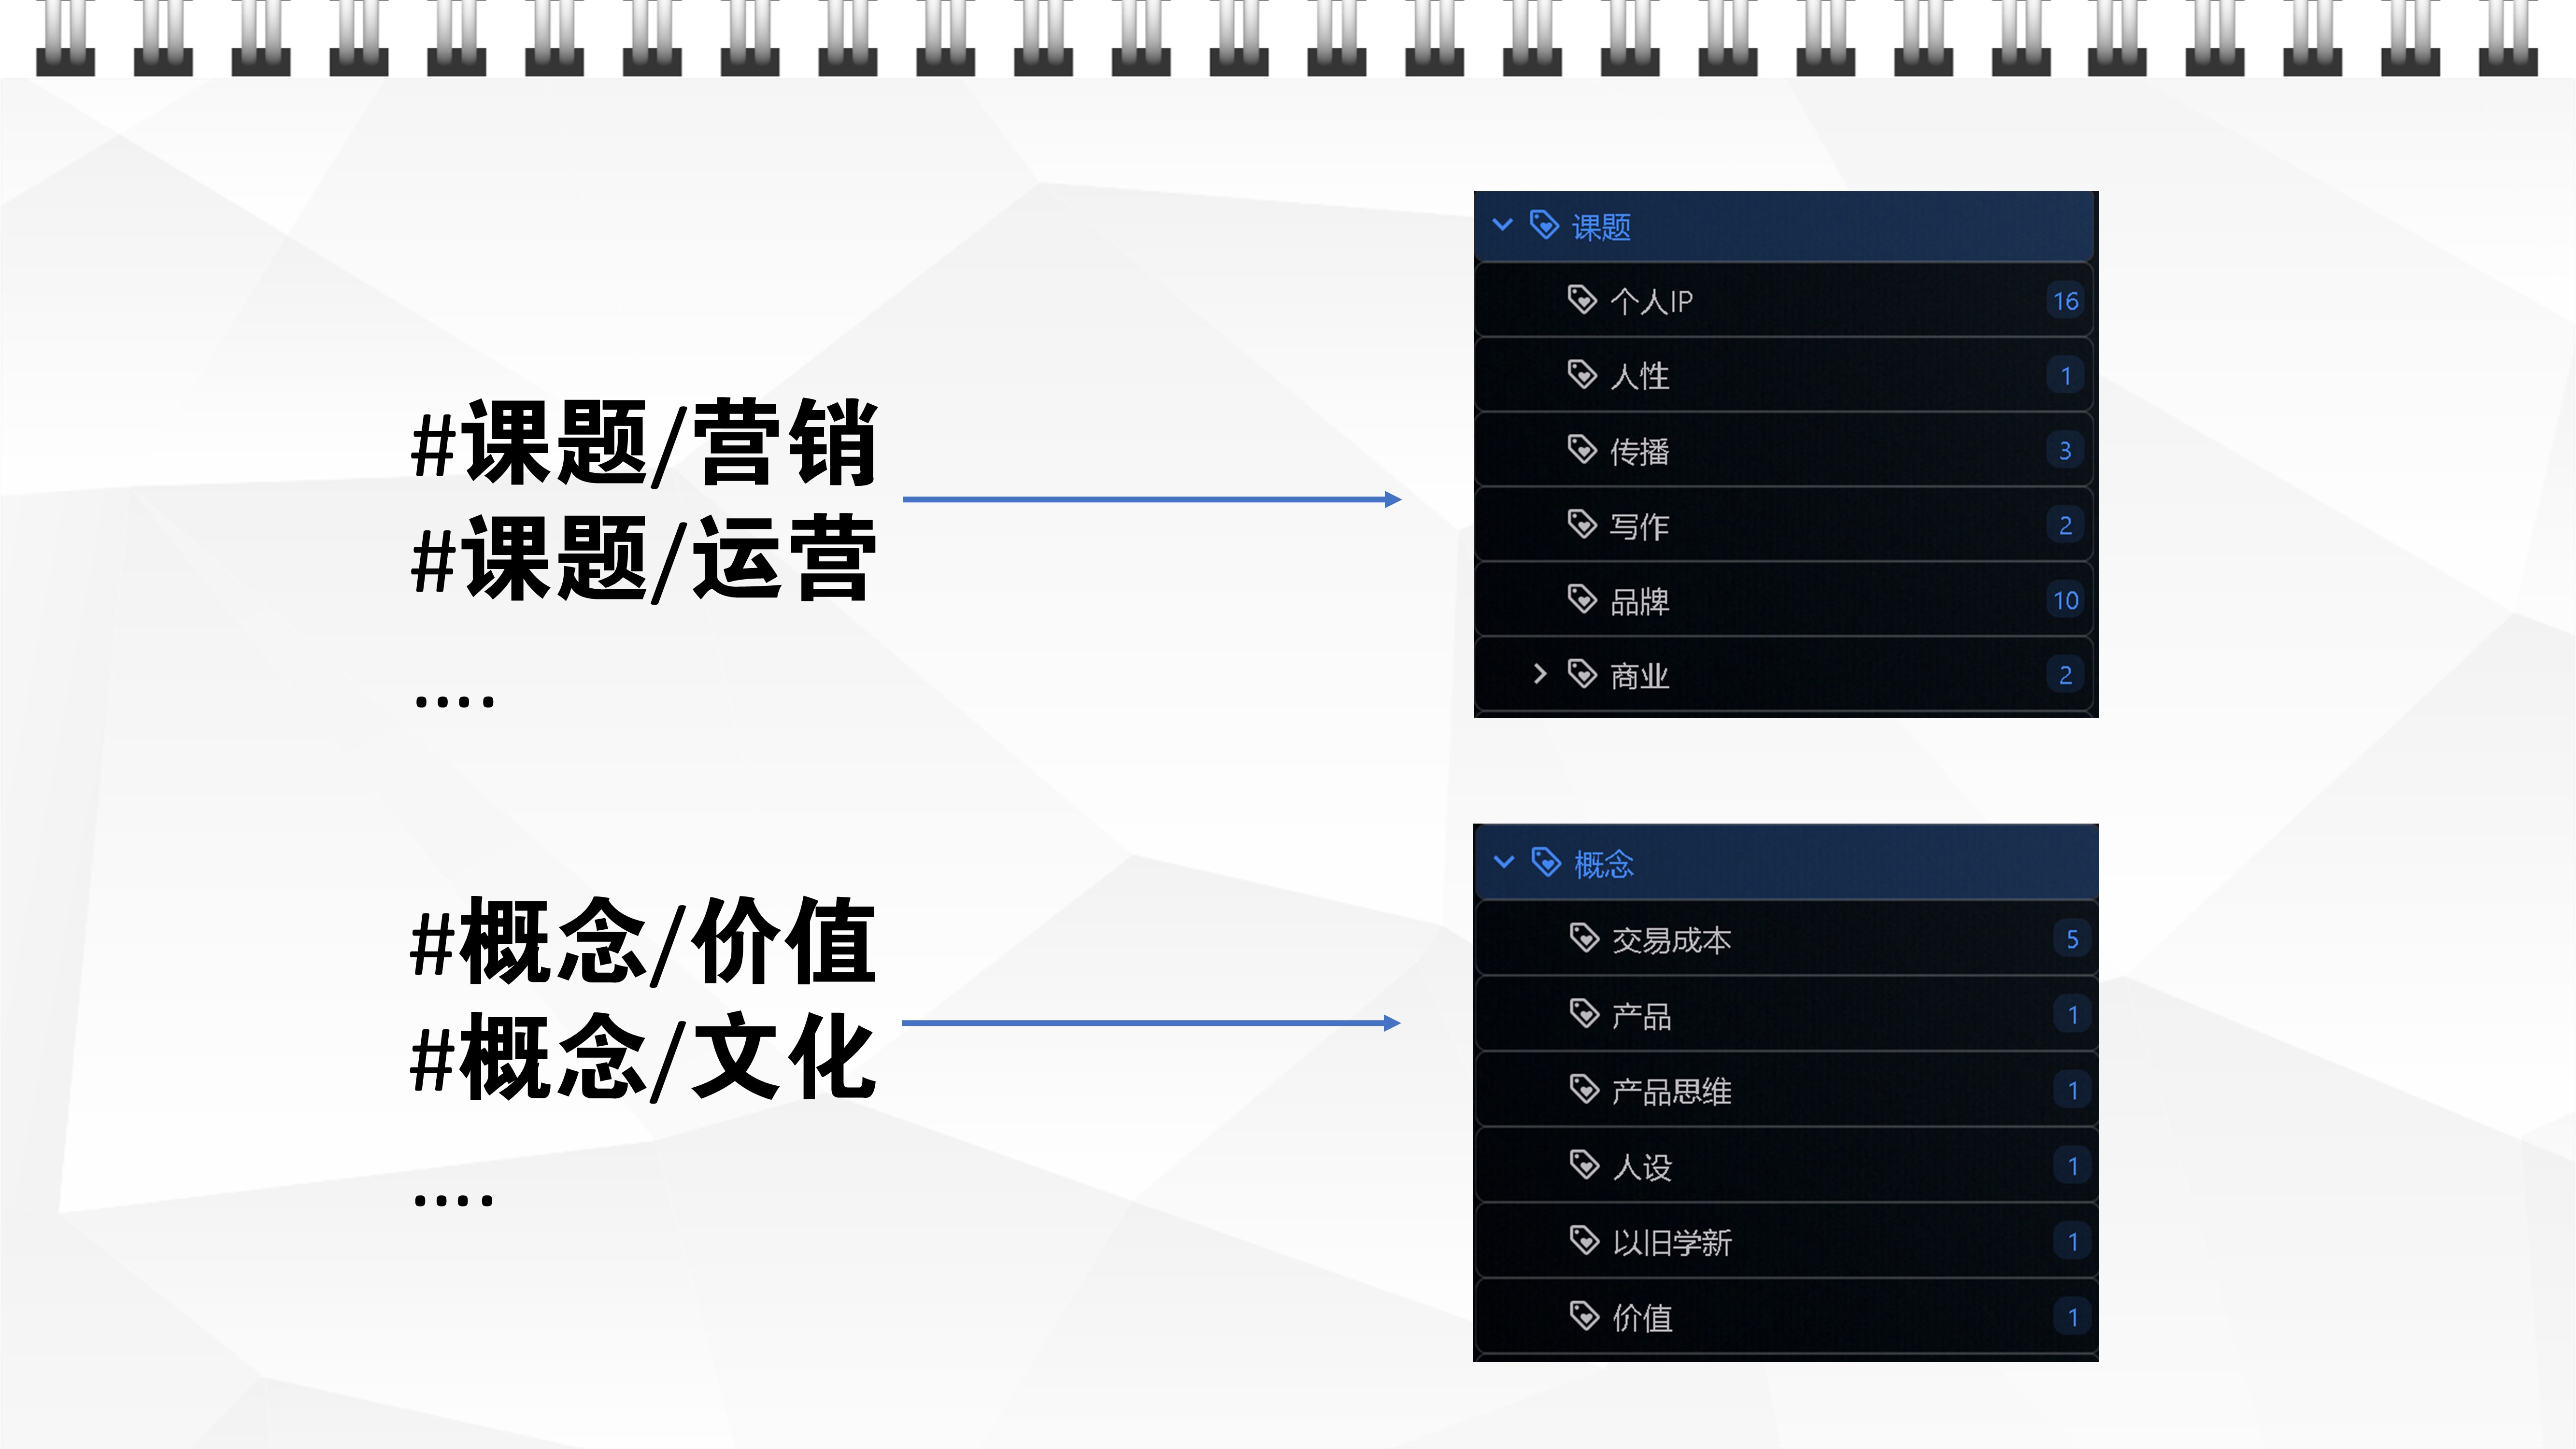 #课题/营销
#课题/运营
....
课题
个人IP 16
人性 1
传播 3
写作 2
品牌 10
商业 2
#概念/价值
#概念/文化
....
概念
交易成本 5
产品 1
产品思维 1
人设 1
以旧学新 1
价值 1